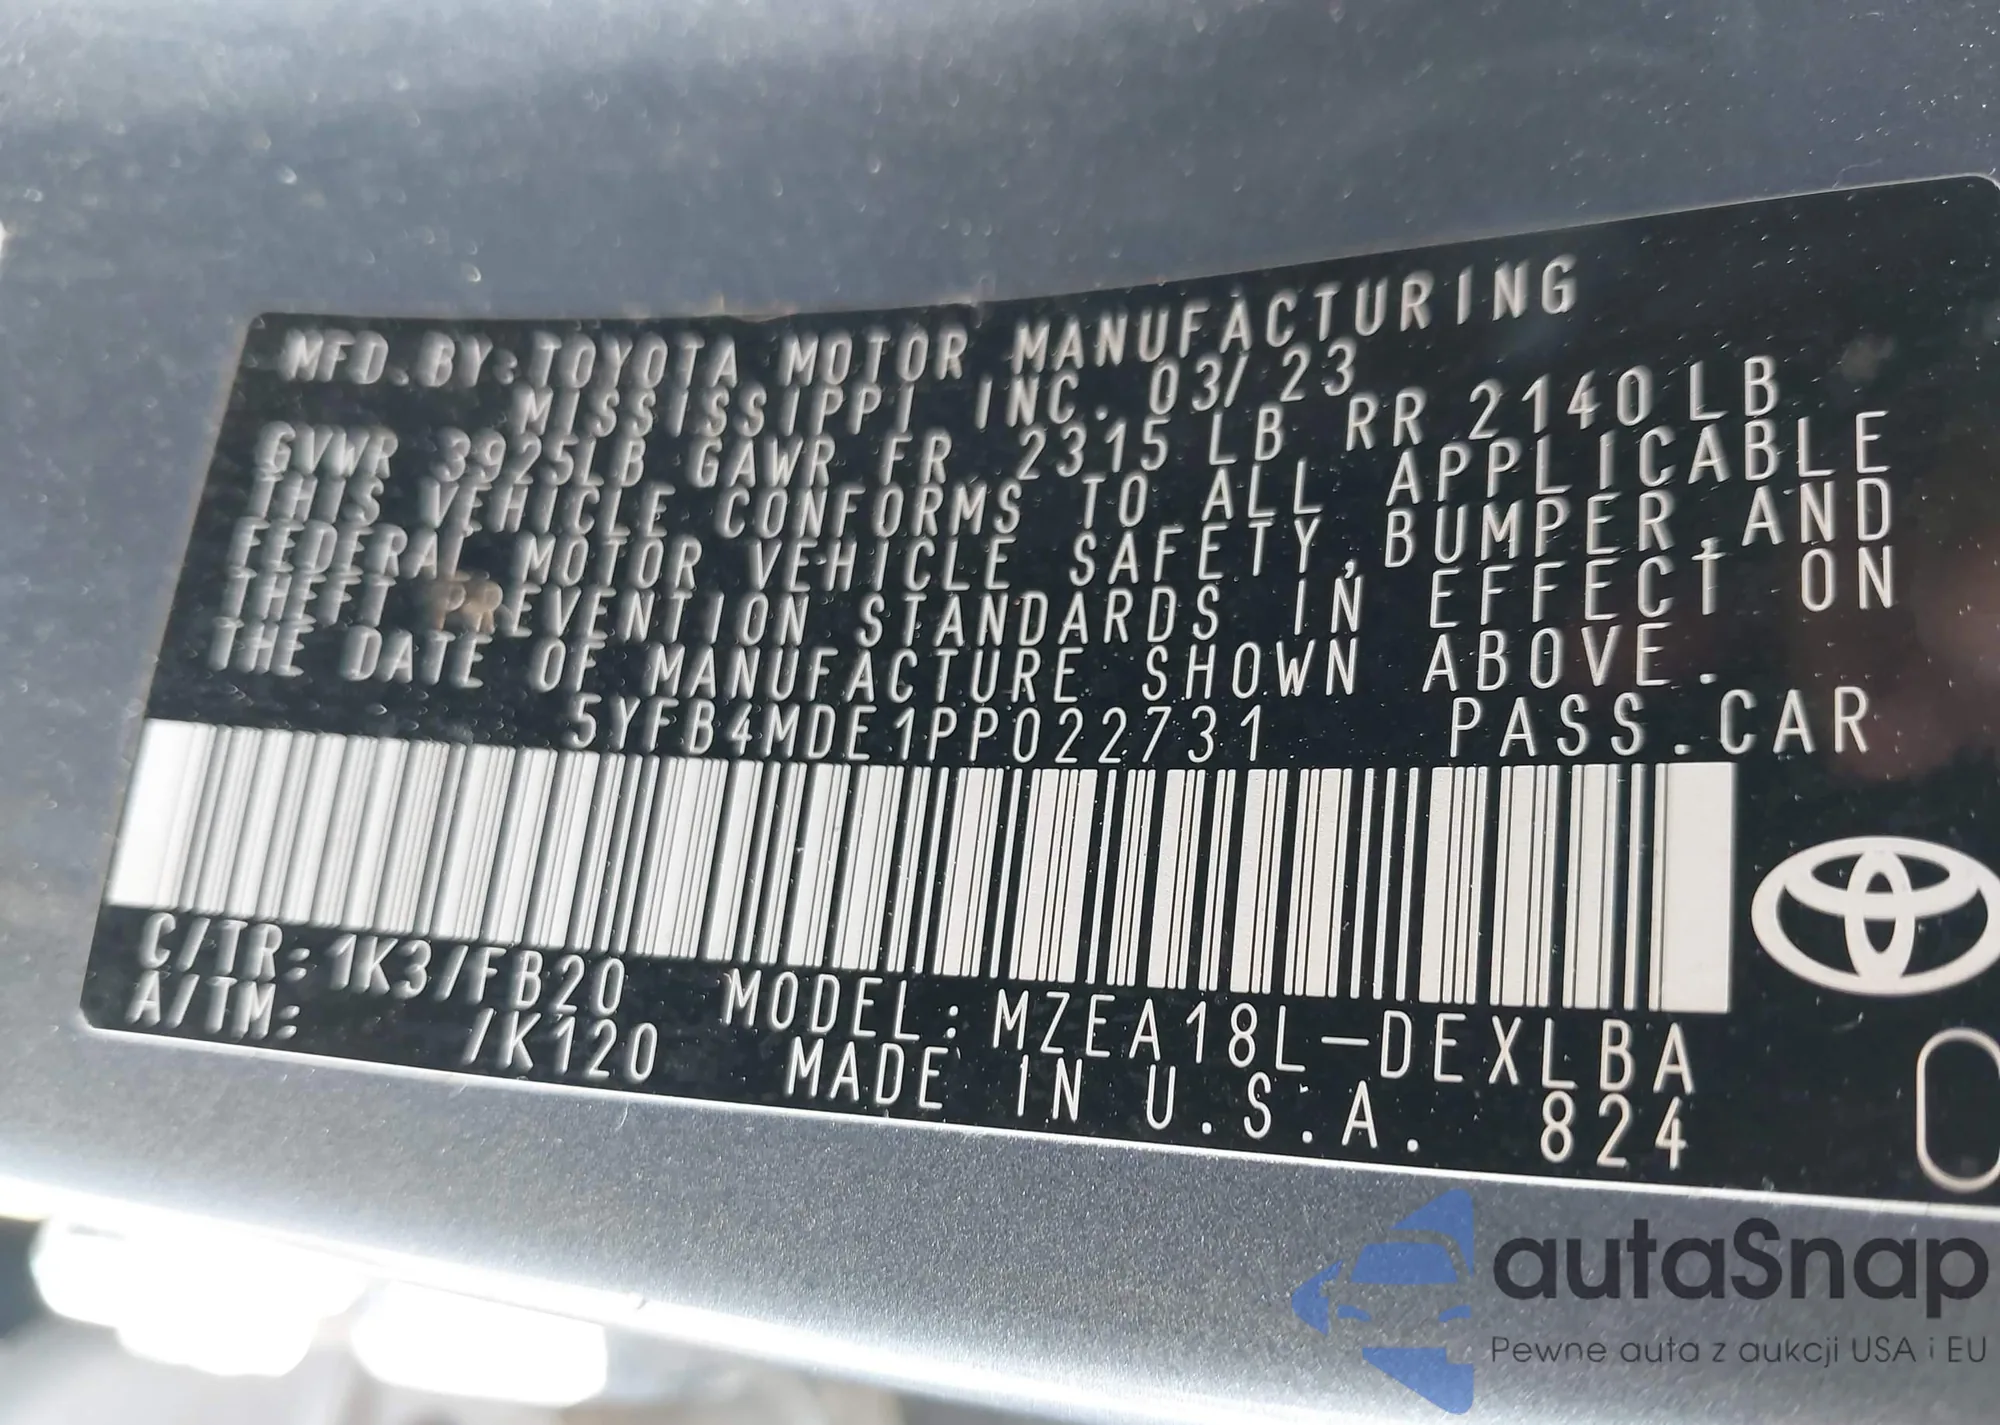 MFD.BY:TOYOTA MOTOR MANUFACTURING
MISSISSIPPI INC. 03/23
GVWR 3925LB GAWR FR 2315 LB RR 2140LB
THIS VEHICLE CONFORMS TO ALL APPLICABLE
FEDERAL MOTOR VEHICLE SAFETY,BUMPER,AND
THEFT PREVENTION STANDARDS IN EFFECT ON
THE DATE OF MANUFACTURE SHOWN ABOVE.
5YFB4MDE1PP022731 PASS.CAR
C/TR:1K3/FB20 MODEL:MZEA18L-DEXLBA
A/TM: /K120 MADE IN U.S.A. 824
autaSnap
Pewne auta z aukcji USA i EU